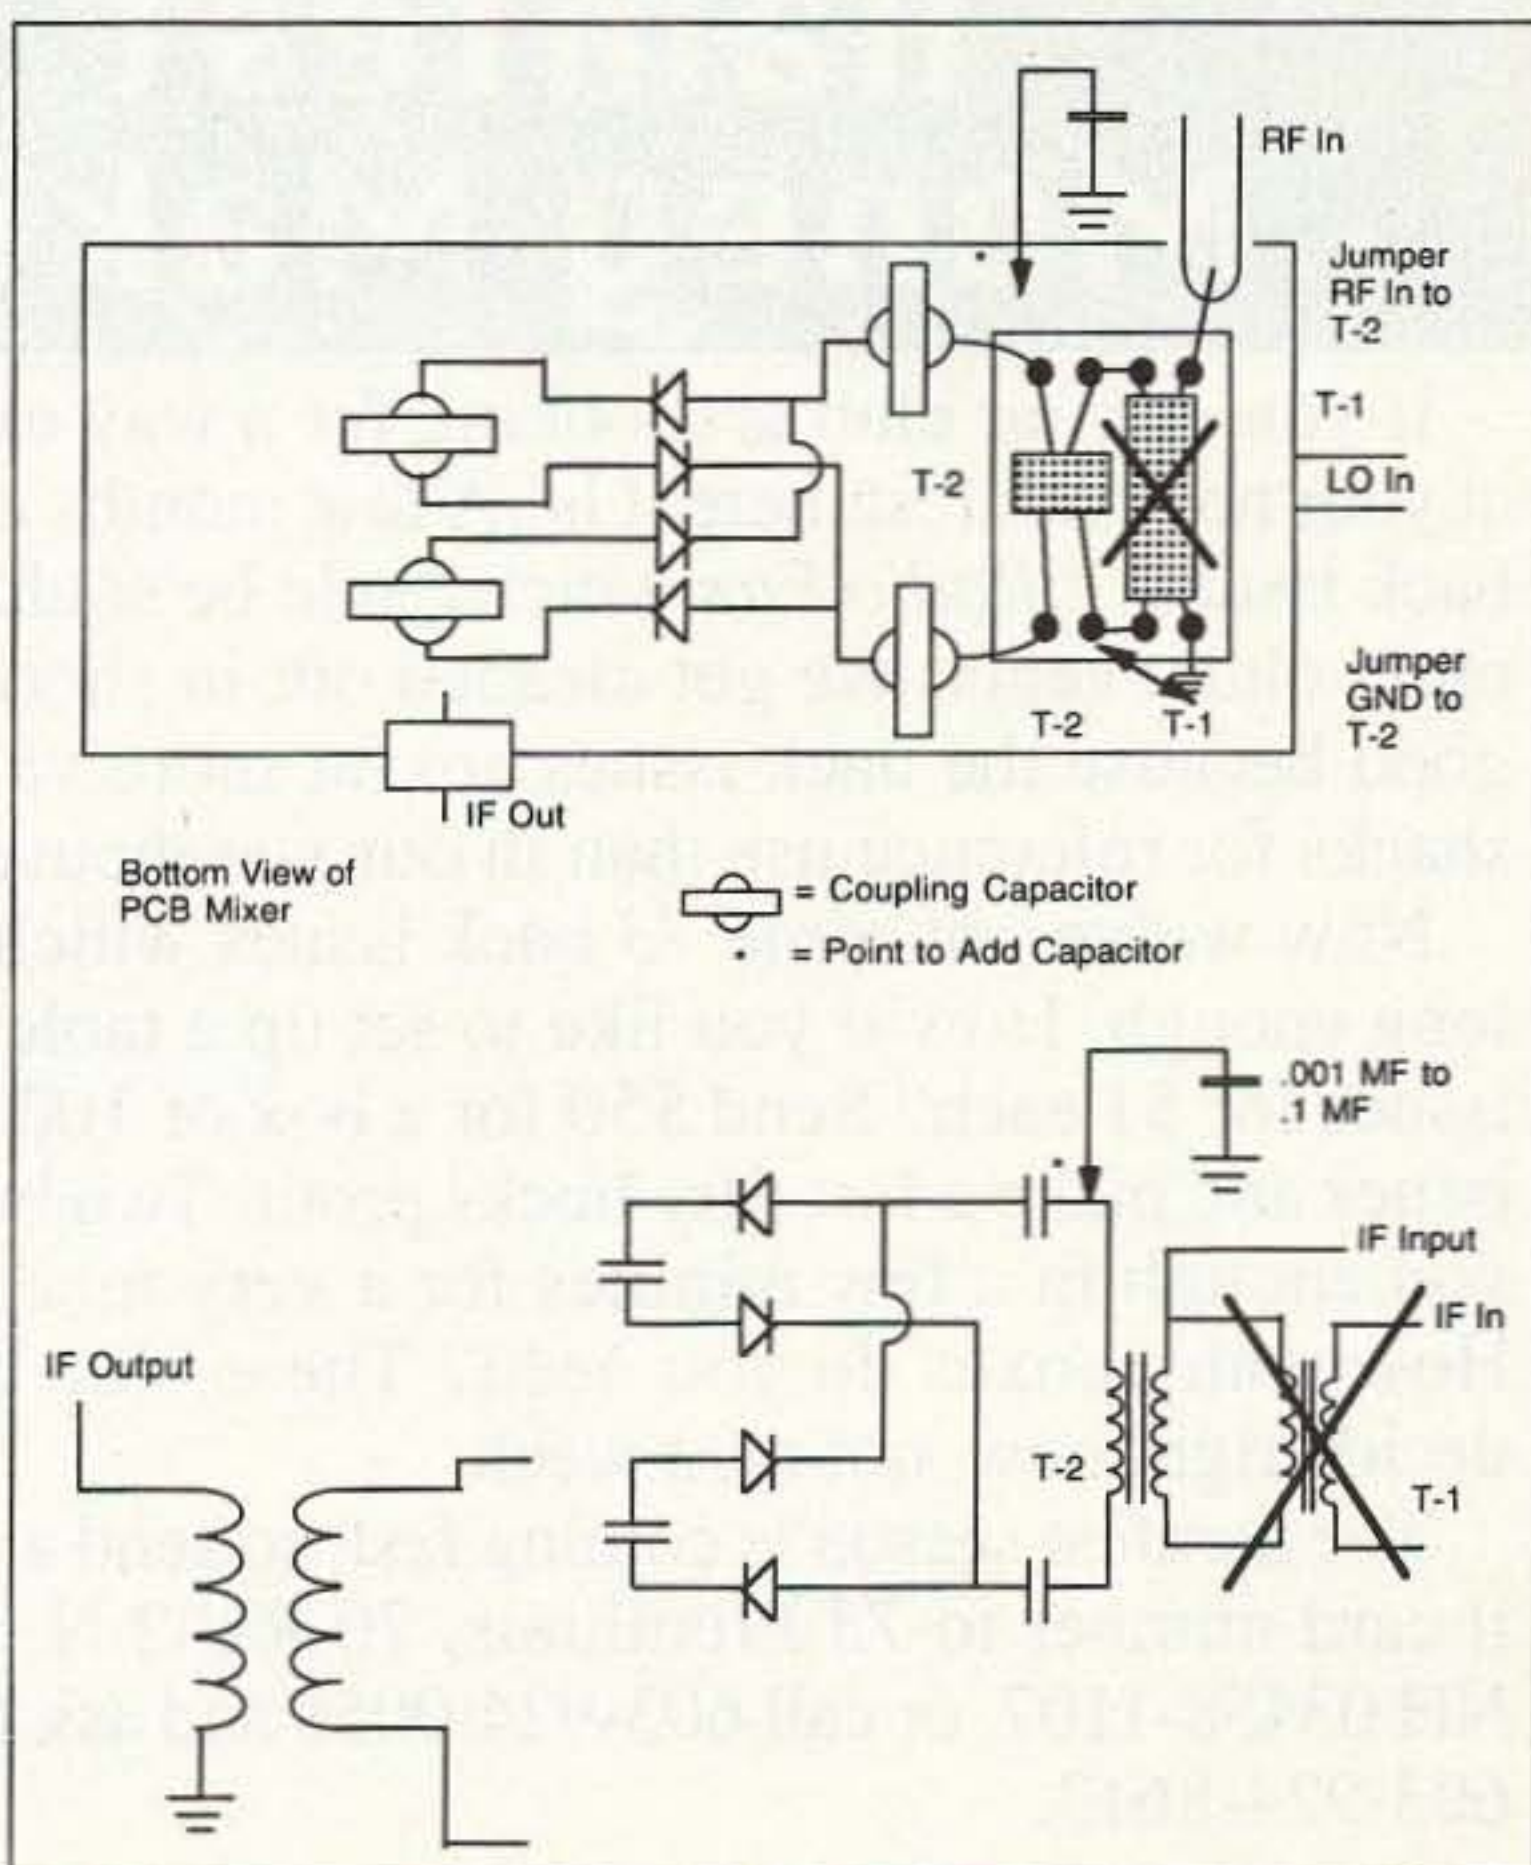 RF In
Jumper
RF In to
T-2
T-1
LO In
T-2
Jumper
GND to
T-2
T-2
T-1
IF Out
Bottom View of
PCB Mixer
= Coupling Capacitor
• = Point to Add Capacitor
.001 MF to
.1 MF
IF Input
IF In
IF Output
T-2
T-1